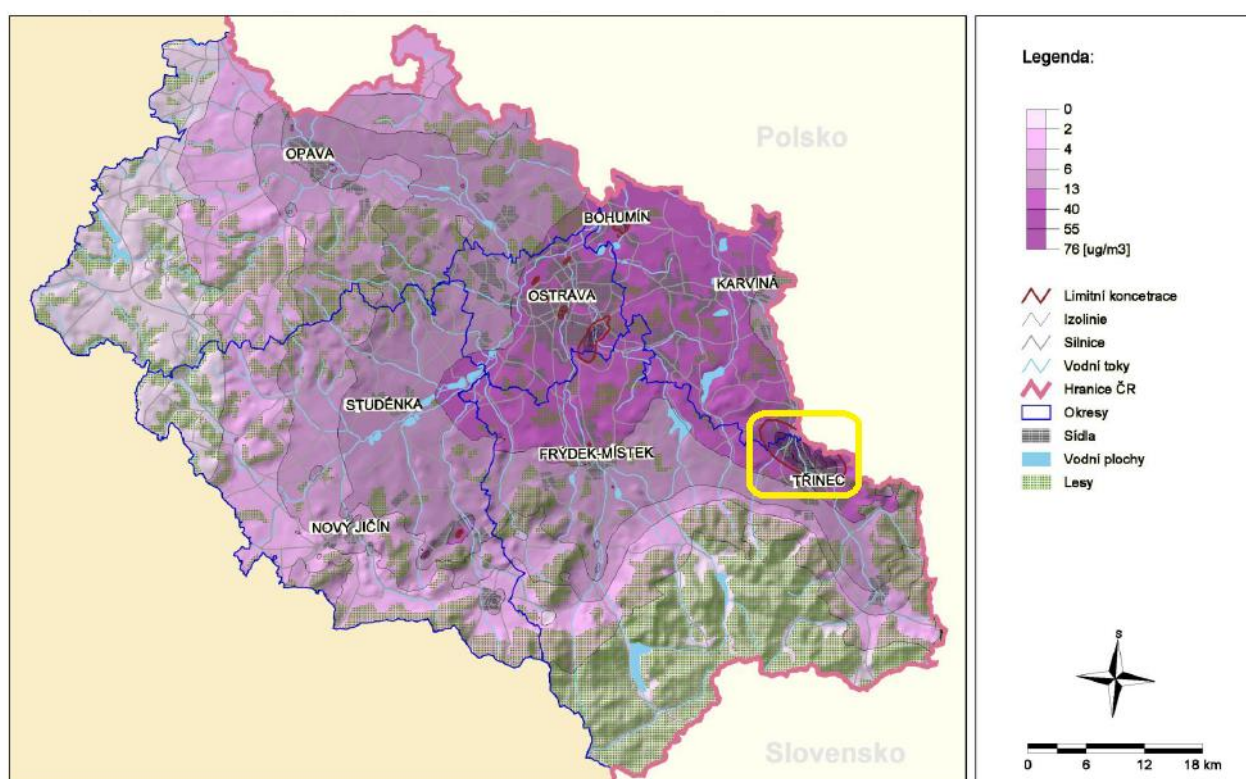 Polsko
OPAVA
BOHUMÍN
OSTRAVA
KARVINÁ
STUDÉNKA
FRÝDEK-MÍSTEK
TŘINEC
NOVÝ JIČÍN
Slovensko
Legenda:
0
2
4
6
13
40
55
76 [ug/m3]
Limitní koncetrace
Izolinie
Silnice
Vodní toky
Hranice ČR
Okresy
Sídla
Vodní plochy
Lesy
S
0 6 12 18 km